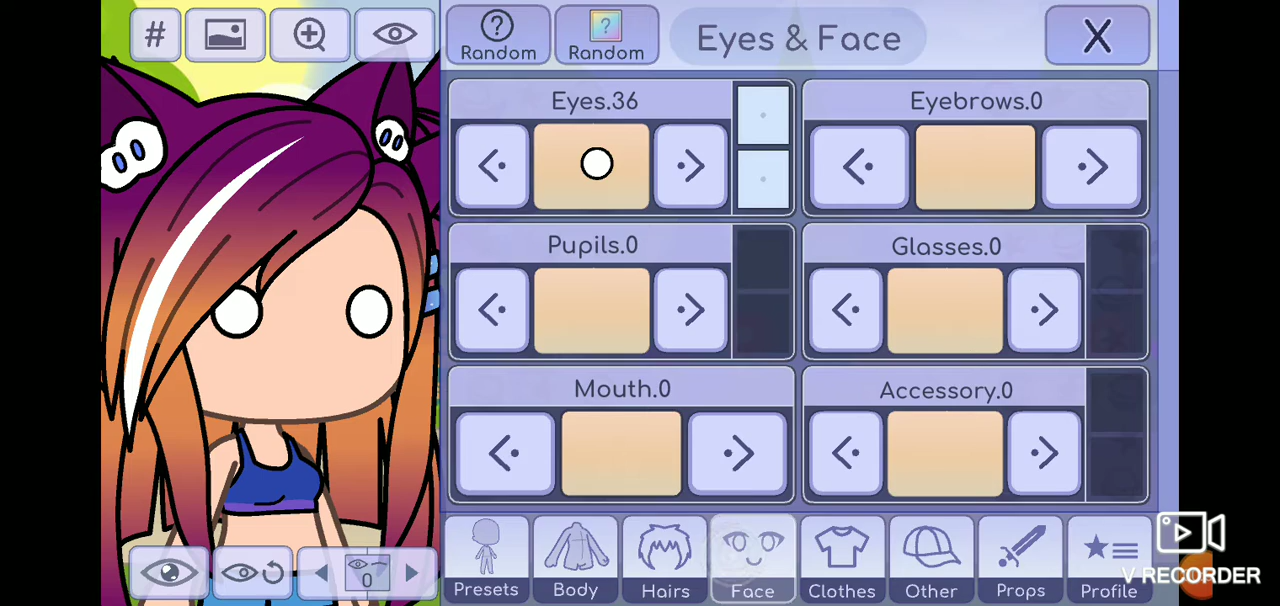 #
?
Random
?
Random
Eyes & Face
X
Eyes.36
Eyebrows.0
Pupils.0
Glasses.0
Mouth.0
Accessory.0
0
Presets
Body
Hairs
Face
Clothes
Other
Props
Profile
V RECORDER